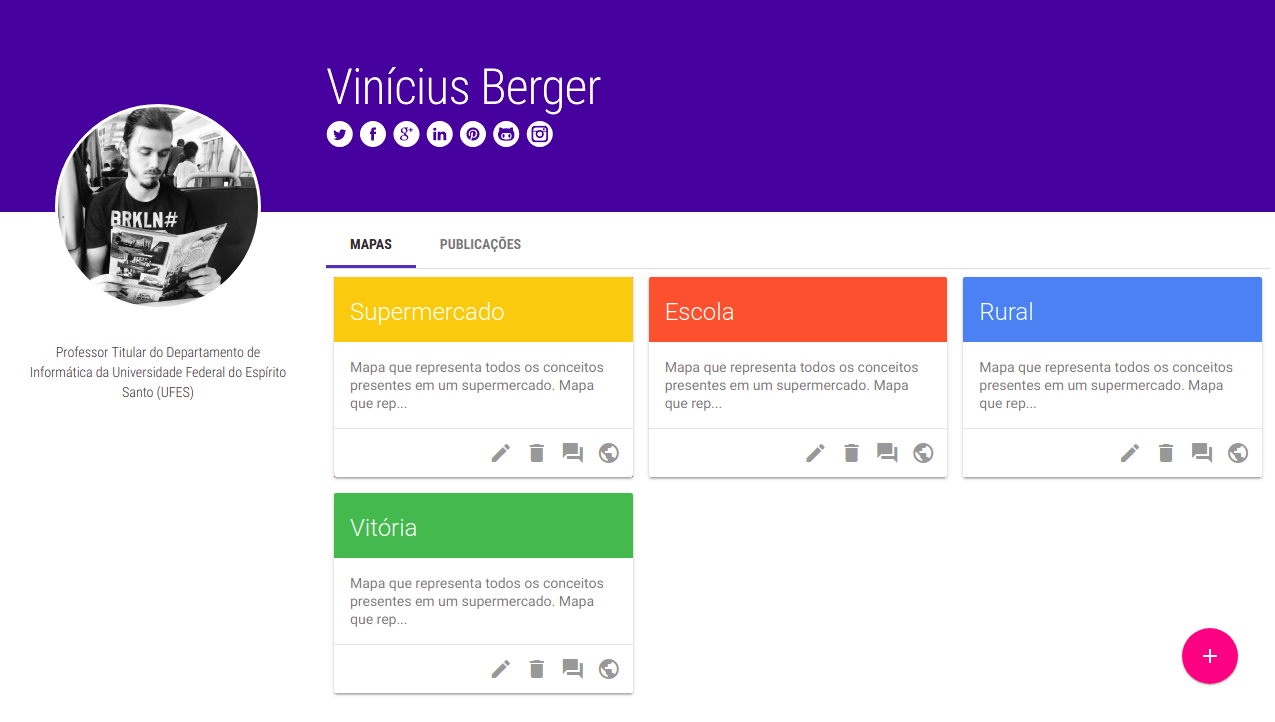 Vinícius Berger
BRKLN#
Professor Titular do Departamento de
Informática da Universidade Federal do Espírito
Santo (UFES)
MAPAS
PUBLICAÇÕES
Supermercado
Mapa que representa todos os conceitos
presentes em um supermercado. Mapa
que rep...
Escola
Mapa que representa todos os conceitos
presentes em um supermercado. Mapa
que rep...
Rural
Mapa que representa todos os conceitos
presentes em um supermercado. Mapa
que rep...
Vitória
Mapa que representa todos os conceitos
presentes em um supermercado. Mapa
que rep...